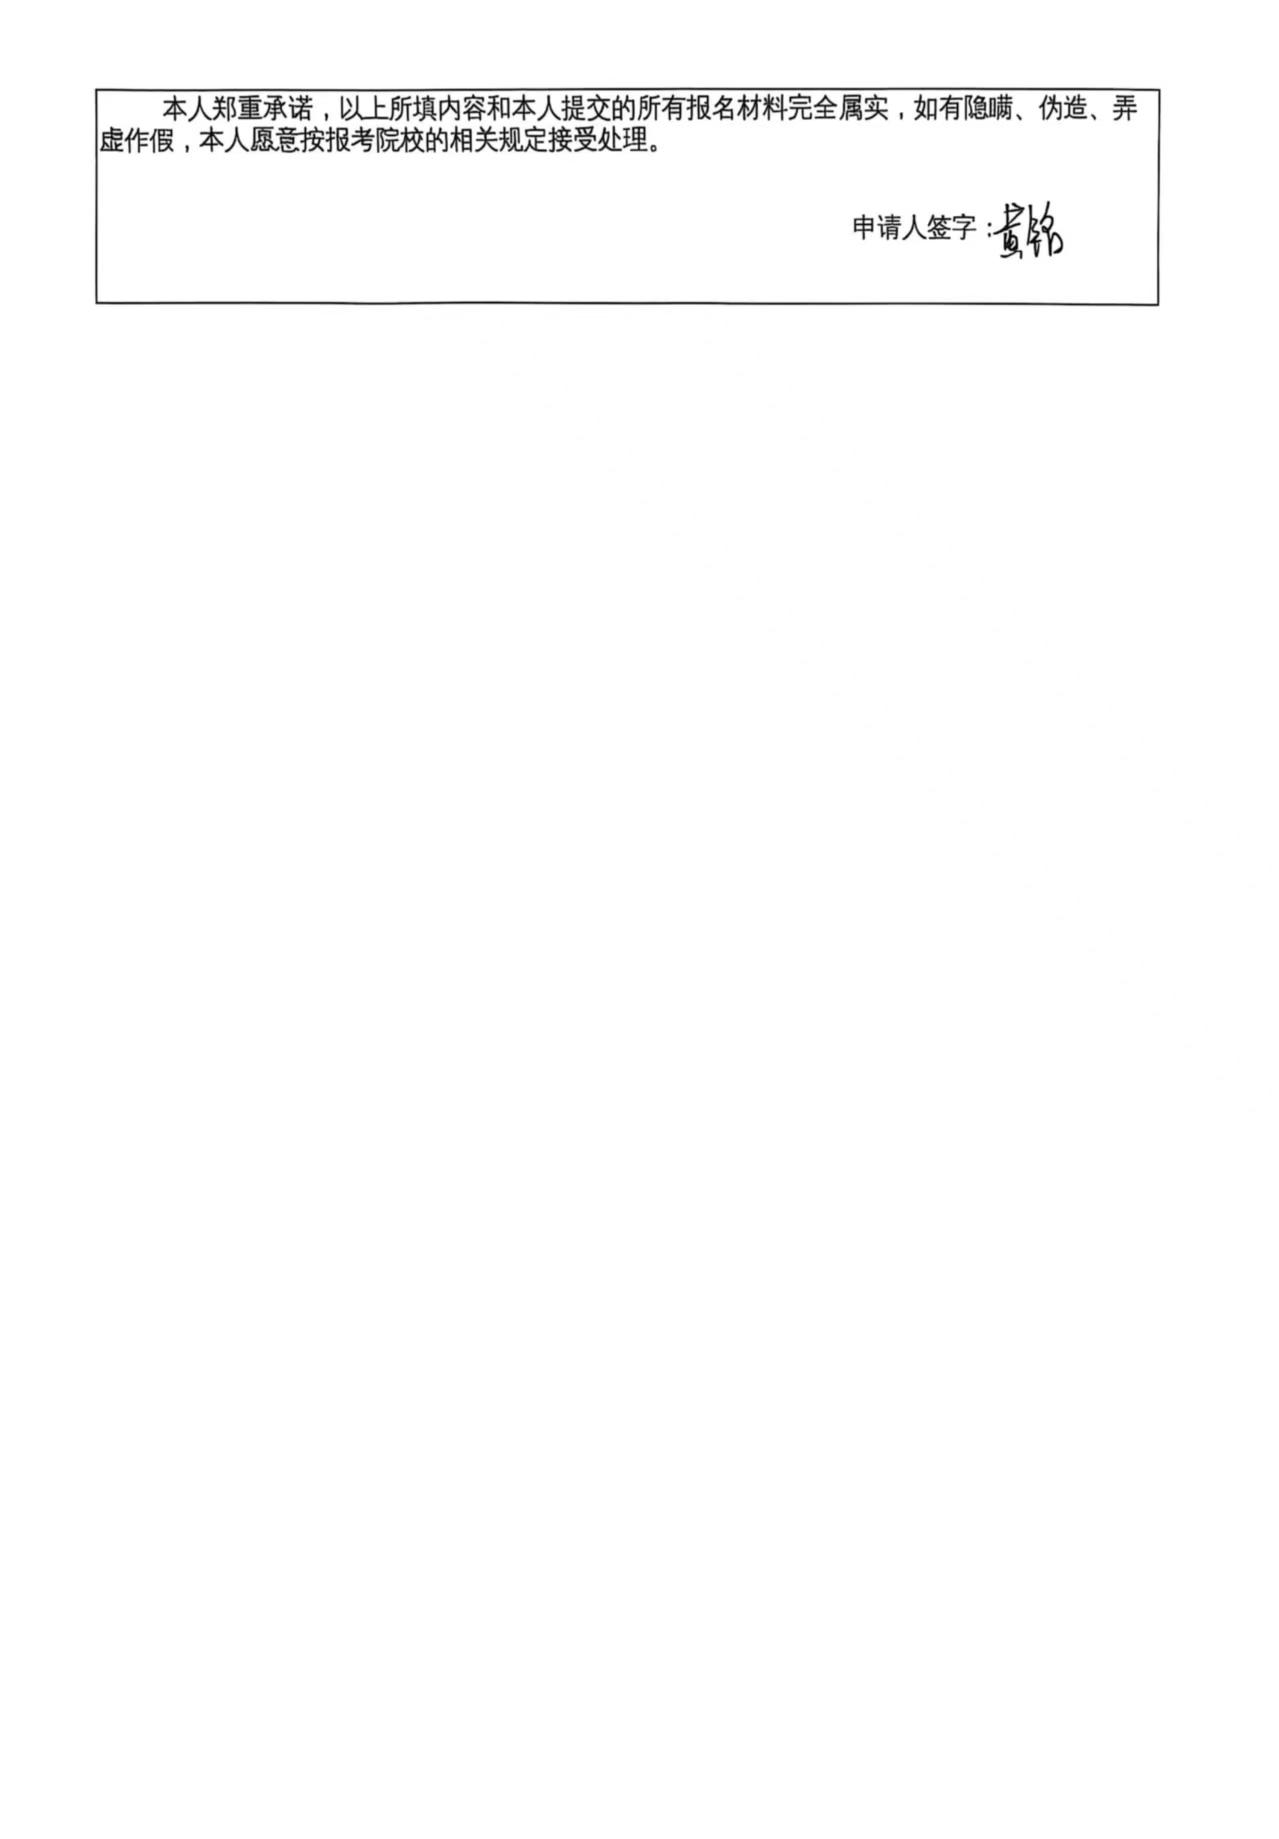 本人郑重承诺，以上所填内容和本人提交的所有报名材料完全属实，如有隐瞒、伪造、弄
虚作假，本人愿意按报考院校的相关规定接受处理。
申请人签字：黄铭